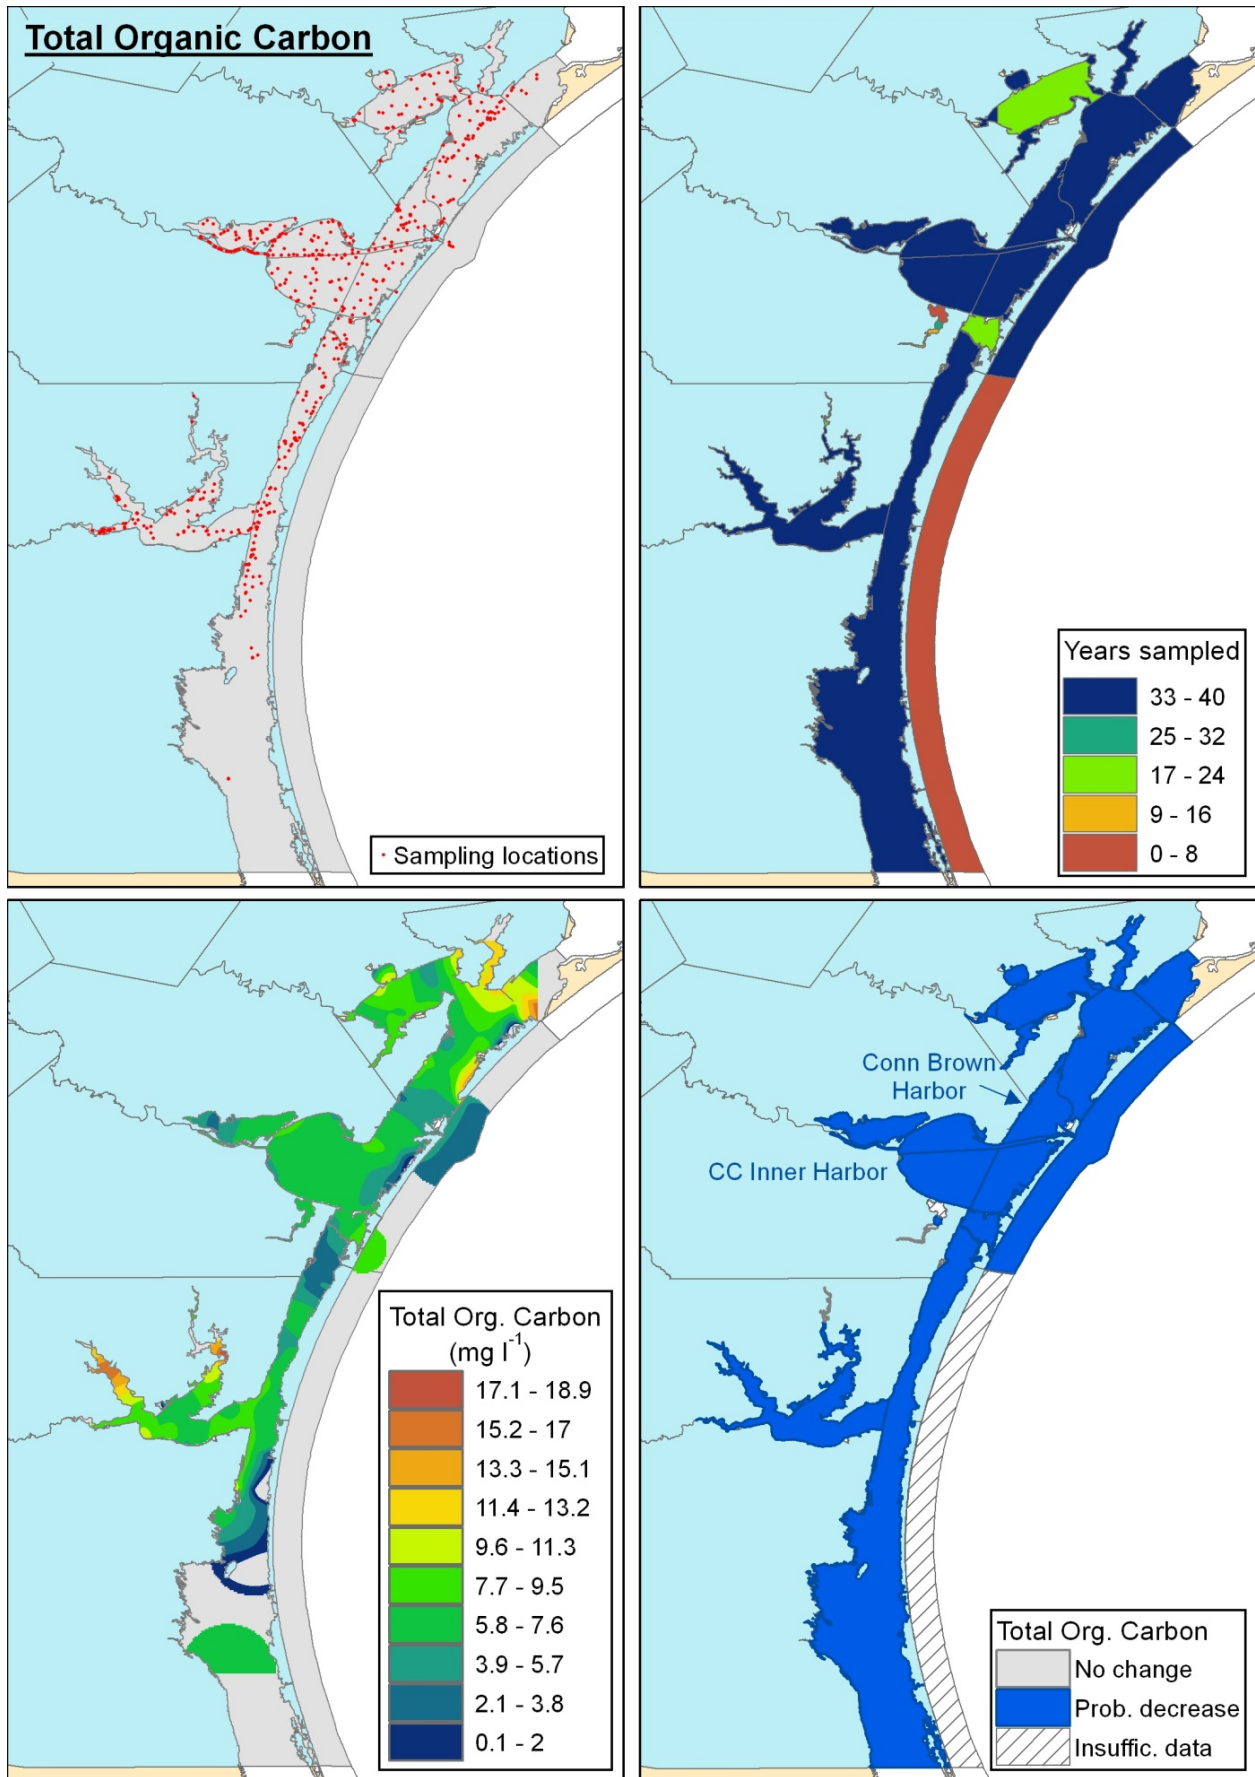 Total Organic Carbon
Sampling locations
Years sampled
33 - 40
25 - 32
17 - 24
9 - 16
0 - 8
Total Org. Carbon
(mg l⁻¹)
17.1 - 18.9
15.2 - 17
13.3 - 15.1
11.4 - 13.2
9.6 - 11.3
7.7 - 9.5
5.8 - 7.6
3.9 - 5.7
2.1 - 3.8
0.1 - 2
Conn Brown
Harbor
CC Inner Harbor
Total Org. Carbon
No change
Prob. decrease
Insuffic. data